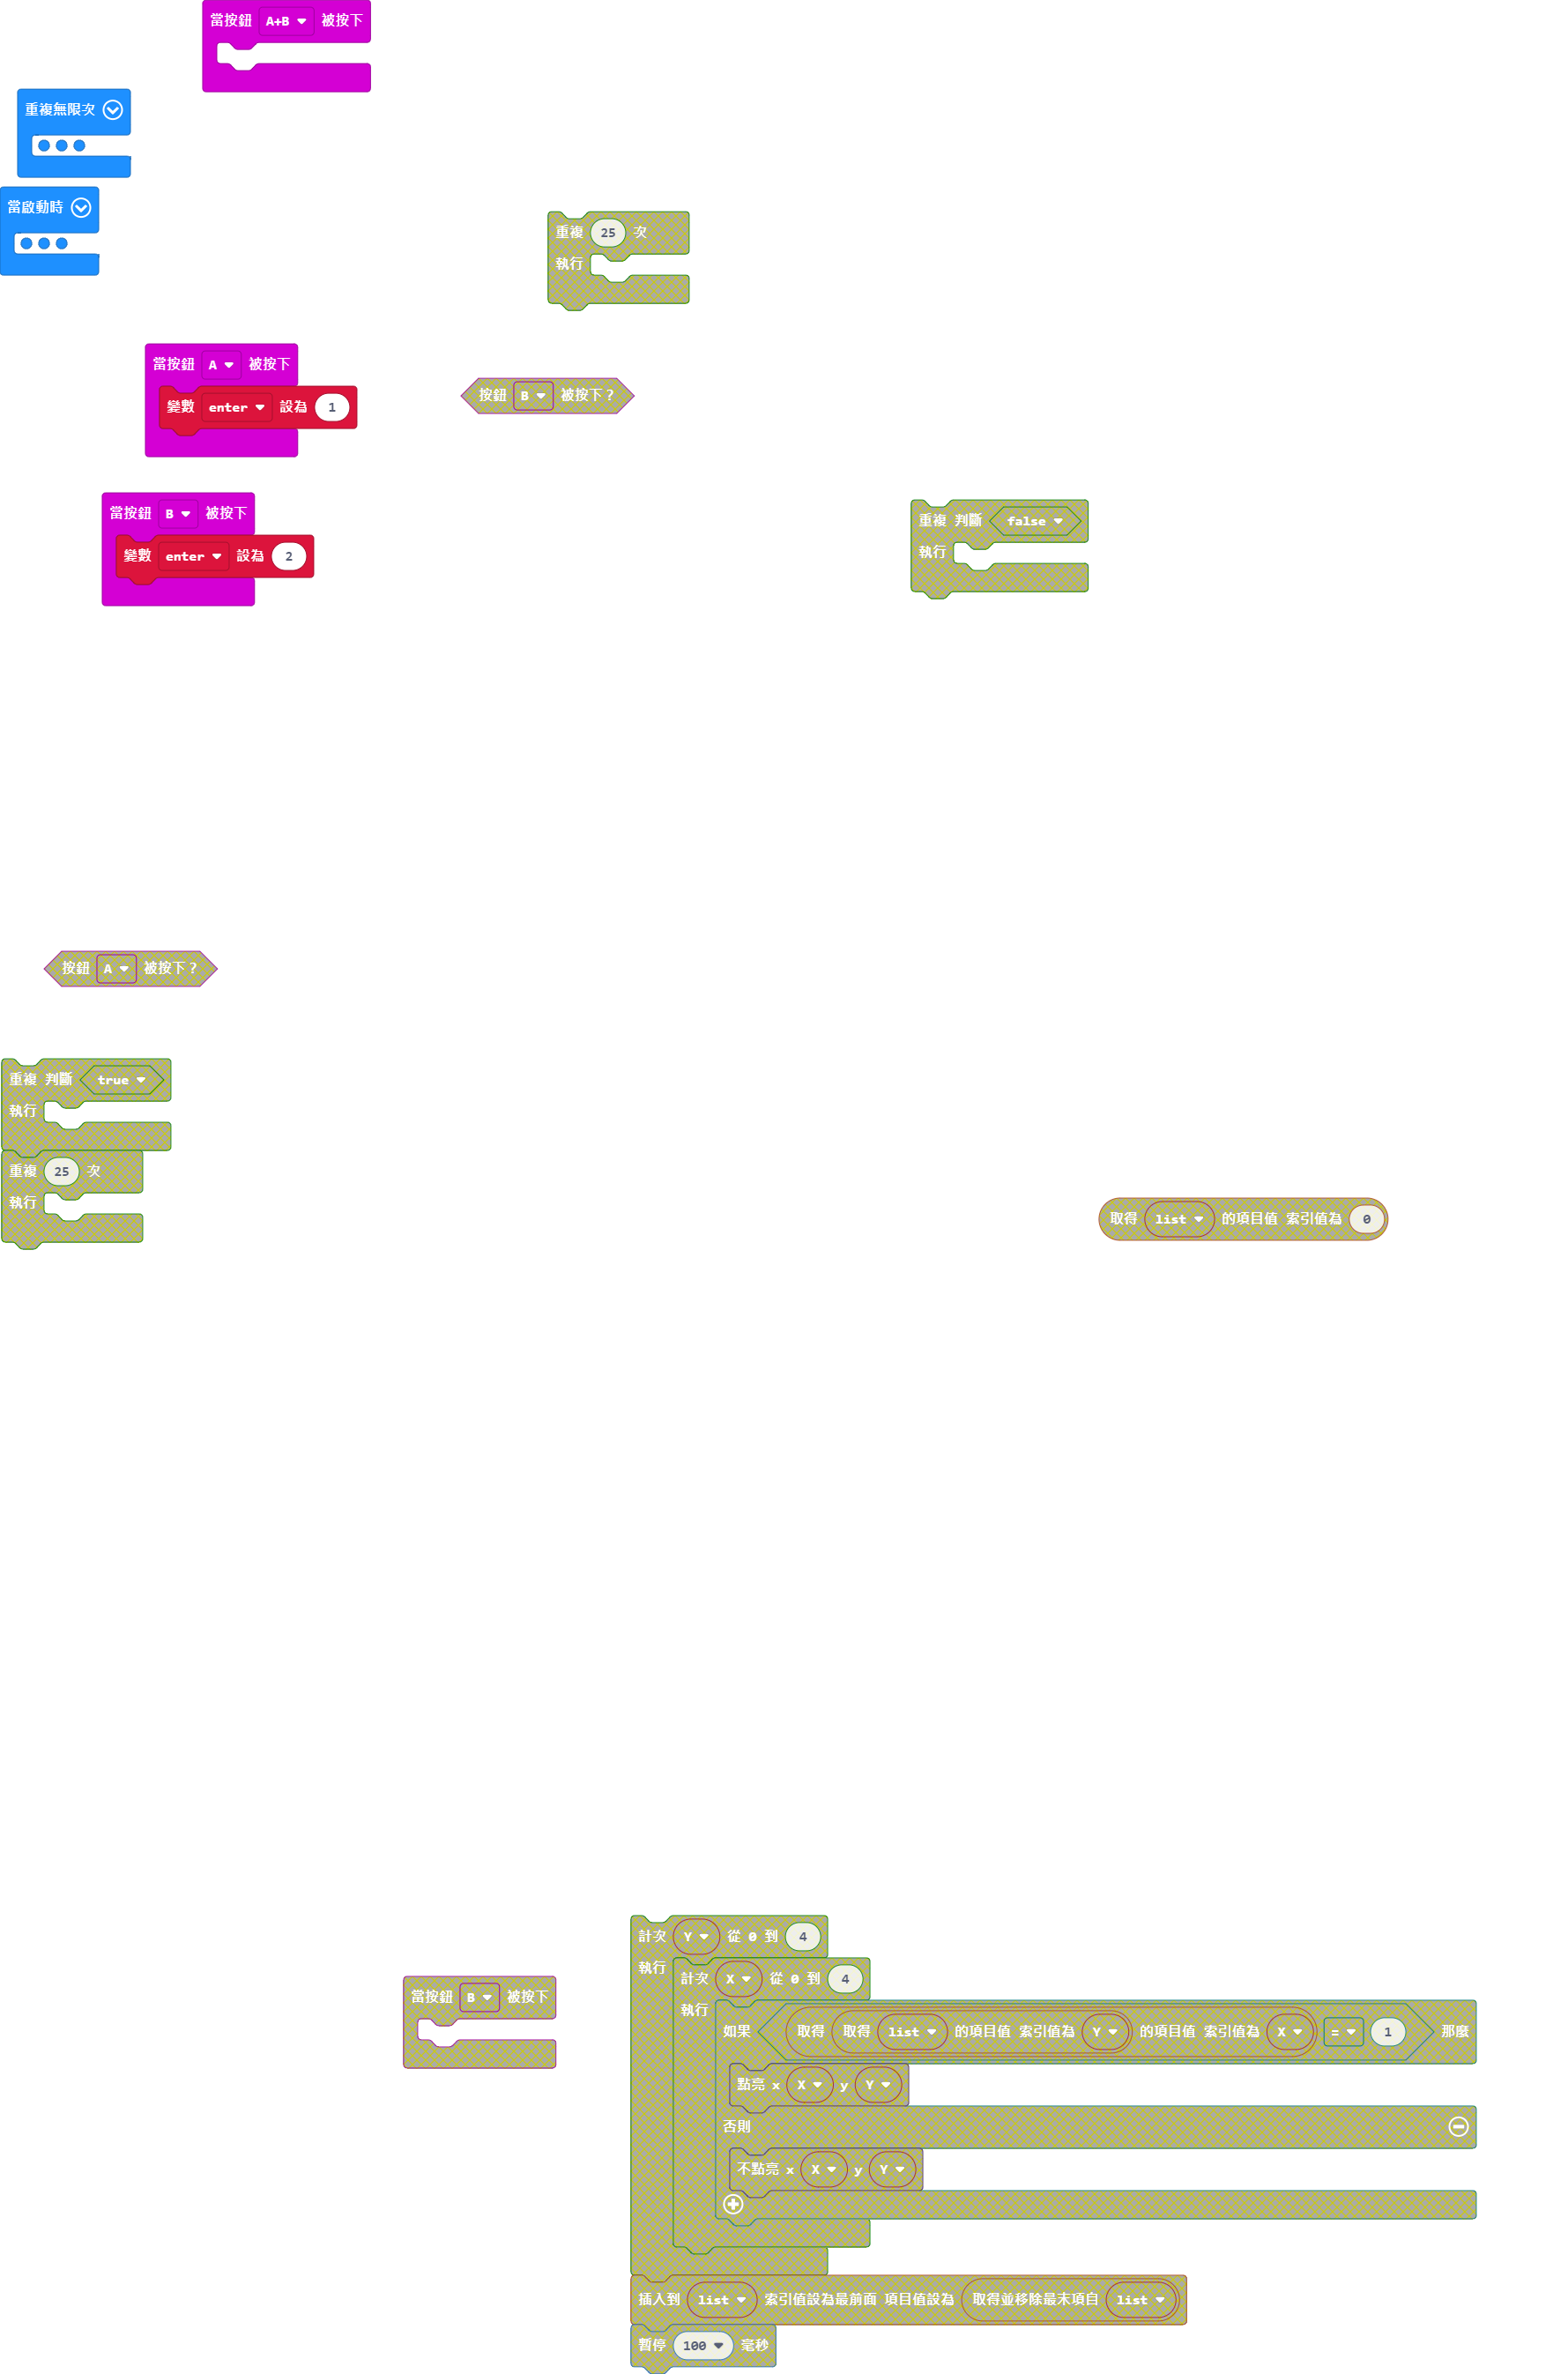 當按鈕 A+B 被按下
重複無限次
當啟動時
重複 25 次
執行
當按鈕 A 被按下
變數 enter 設為 1
按鈕 B 被按下？
當按鈕 B 被按下
變數 enter 設為 2
重複 判斷 false
執行
按鈕 A 被按下？
重複 判斷 true
執行
重複 25 次
執行
取得 list 的項目值 索引值為 0
當按鈕 B 被按下
計次 Y 從 0 到 4
執行
計次 X 從 0 到 4
執行
如果 取得 取得 list 的項目值 索引值為 Y 的項目值 索引值為 X = 1 那麼
點亮 x X y Y
否則
不點亮 x X y Y
插入到 list 索引值設為最前面 項目值設為 取得並移除最末項自 list
暫停 100 毫秒